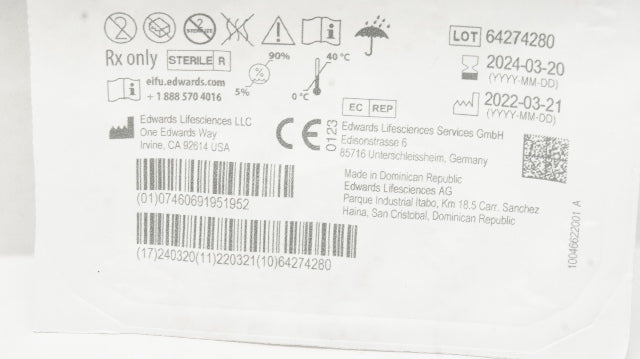 LOT 64274280
2
STERILIZE
Rx only
STERILE R
90%
5%
40 °C
0 °C
2024-03-20
(YYYY-MM-DD)
2022-03-21
(YYYY-MM-DD)
i
i
eifu.edwards.com
+ 1 888 570 4016
EC REP
Edwards Lifesciences LLC
One Edwards Way
Irvine, CA 92614 USA
CE 0123
Edwards Lifesciences Services GmbH
Edisonstrasse 6
85716 Unterschleissheim, Germany
Made in Dominican Republic
Edwards Lifesciences AG
Parque Industrial Itabo, Km 18.5 Carr. Sanchez
Haina, San Cristobal, Dominican Republic
(01)07460691951952
(17)240320(11)220321(10)64274280
10046622001 A